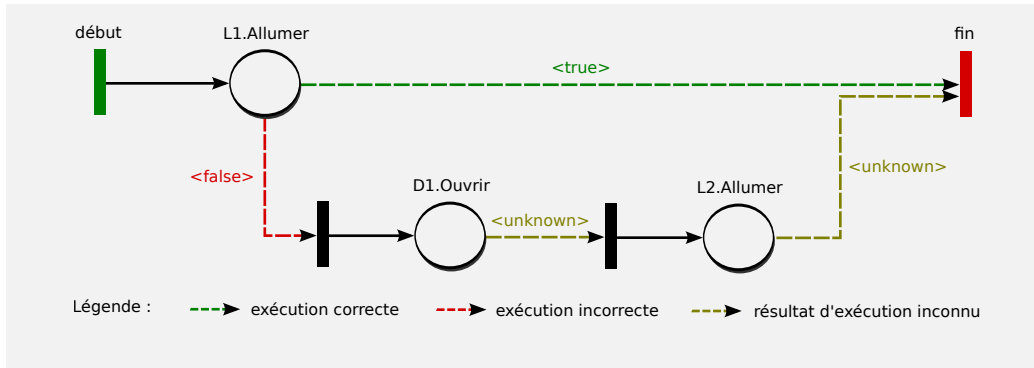 début
L1.Allumer
fin
<true>
<false>
D1.Ouvrir
<unknown>
L2.Allumer
<unknown>
Légende :
exécution correcte
exécution incorrecte
résultat d'exécution inconnu